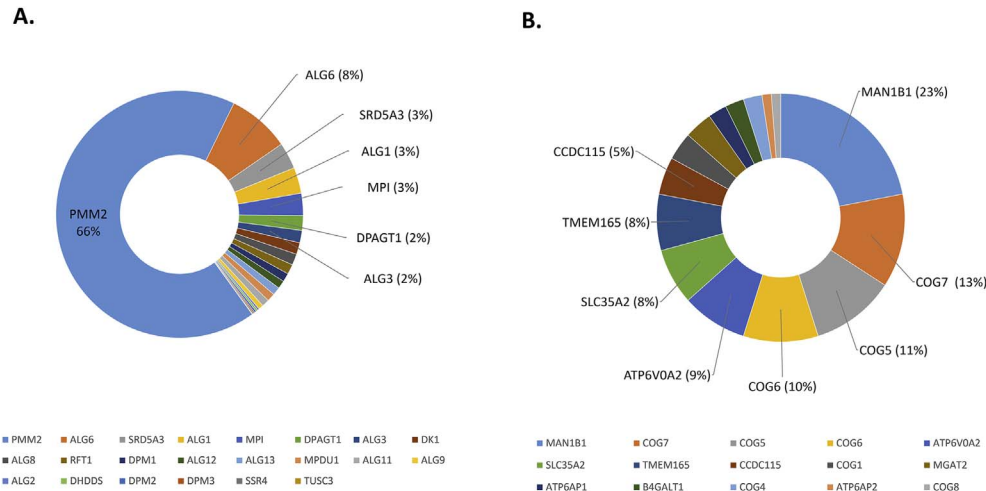 A.
ALG6 (8%)
SRD5A3 (3%)
ALG1 (3%)
MPI (3%)
DPAGT1 (2%)
ALG3 (2%)
PMM2
66%
PMM2 ALG6 SRD5A3 ALG1 MPI DPAGT1 ALG3 DK1
ALG8 RFT1 DPM1 ALG12 ALG13 MPDU1 ALG11 ALG9
ALG2 DHDDS DPM2 DPM3 SSR4 TUSC3
B.
MAN1B1 (23%)
COG7 (13%)
COG5 (11%)
COG6 (10%)
ATP6V0A2 (9%)
SLC35A2 (8%)
TMEM165 (8%)
CCDC115 (5%)
MAN1B1 COG7 COG5 COG6 ATP6V0A2
SLC35A2 TMEM165 CCDC115 COG1 MGAT2
ATP6AP1 B4GALT1 COG4 ATP6AP2 COG8